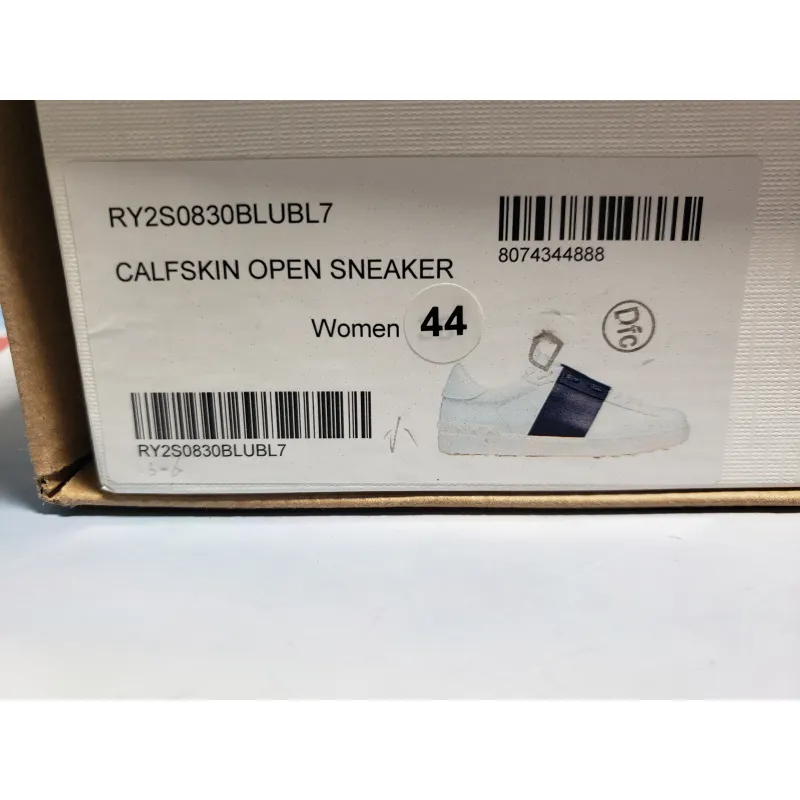 RY2S0830BLUBL7
8074344888
CALFSKIN OPEN SNEAKER
Women 44
Dfc
RY2S0830BLUBL7